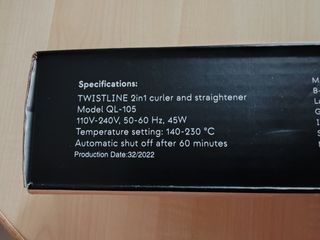 Specifications:
TWISTLINE 2in1 curler and straightener
Model QL-105
110V-240V, 50-60 Hz, 45W
Temperature setting: 140-230 °C
Automatic shut off after 60 minutes
Production Date:32/2022